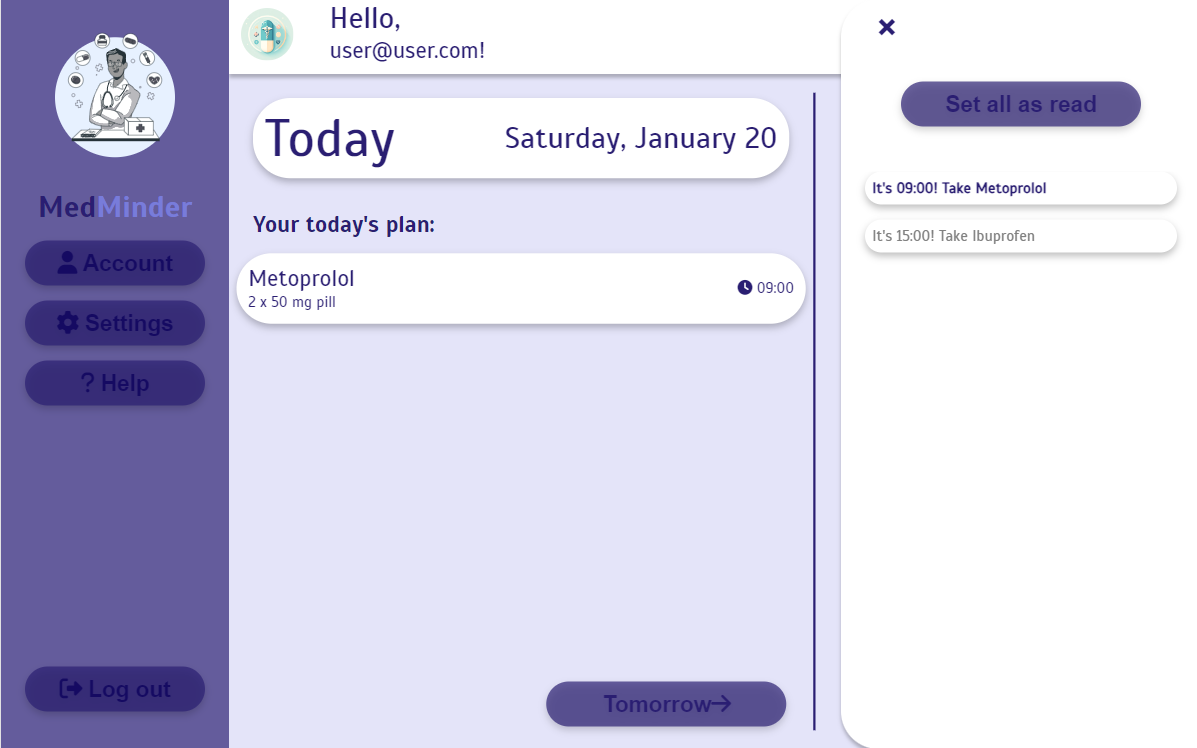 MedMinder
Account
Settings
? Help
Log out
Hello,
user@user.com!
Today
Saturday, January 20
Your today's plan:
Metoprolol
2 x 50 mg pill
09:00
Tomorrow→
×
Set all as read
It's 09:00! Take Metoprolol
It's 15:00! Take Ibuprofen